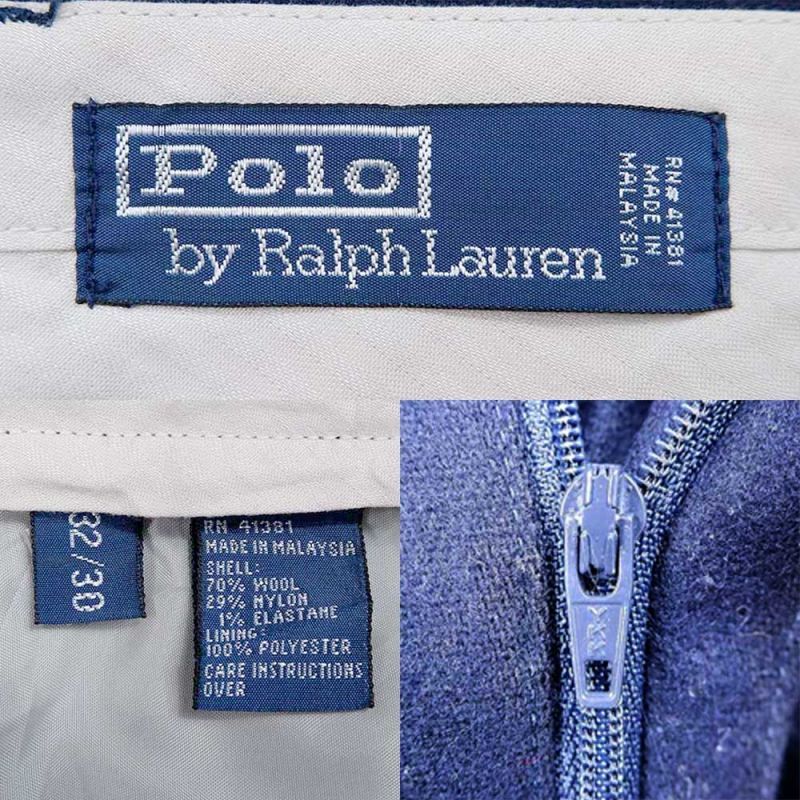 Polo
by Ralph Lauren
RN# 41381
MADE IN
MALAYSIA
32/30
RN 41381
MADE IN MALAYSIA
SHELL:
70% WOOL
29% NYLON
1% ELASTANE
LINING:
100% POLYESTER
CARE INSTRUCTIONS
OVER
YKK